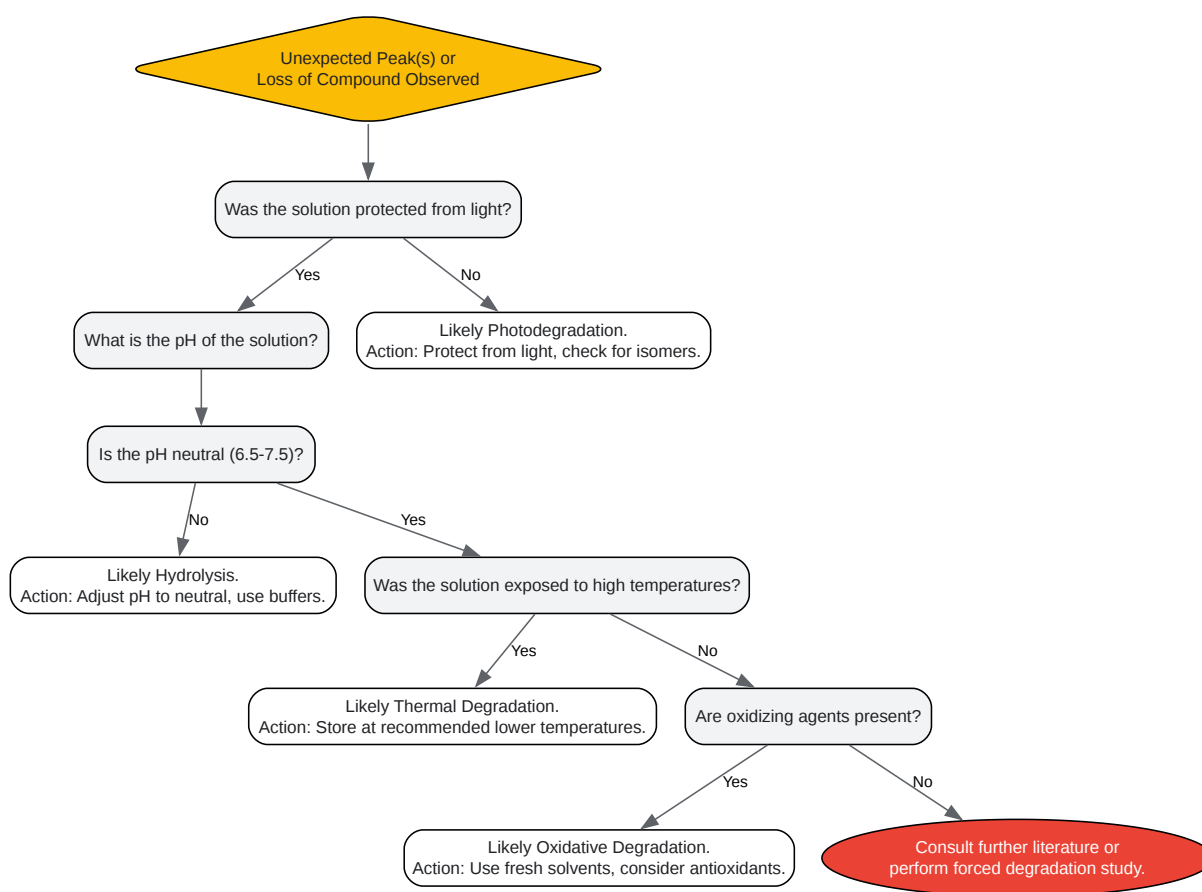 Unexpected Peak(s) or
Loss of Compound Observed
Was the solution protected from light?
Yes
No
What is the pH of the solution?
Likely Photodegradation.
Action: Protect from light, check for isomers.
Is the pH neutral (6.5-7.5)?
No
Yes
Likely Hydrolysis.
Action: Adjust pH to neutral, use buffers.
Was the solution exposed to high temperatures?
Yes
No
Likely Thermal Degradation.
Action: Store at recommended lower temperatures.
Are oxidizing agents present?
Yes
No
Likely Oxidative Degradation.
Action: Use fresh solvents, consider antioxidants.
Consult further literature or
perform forced degradation study.